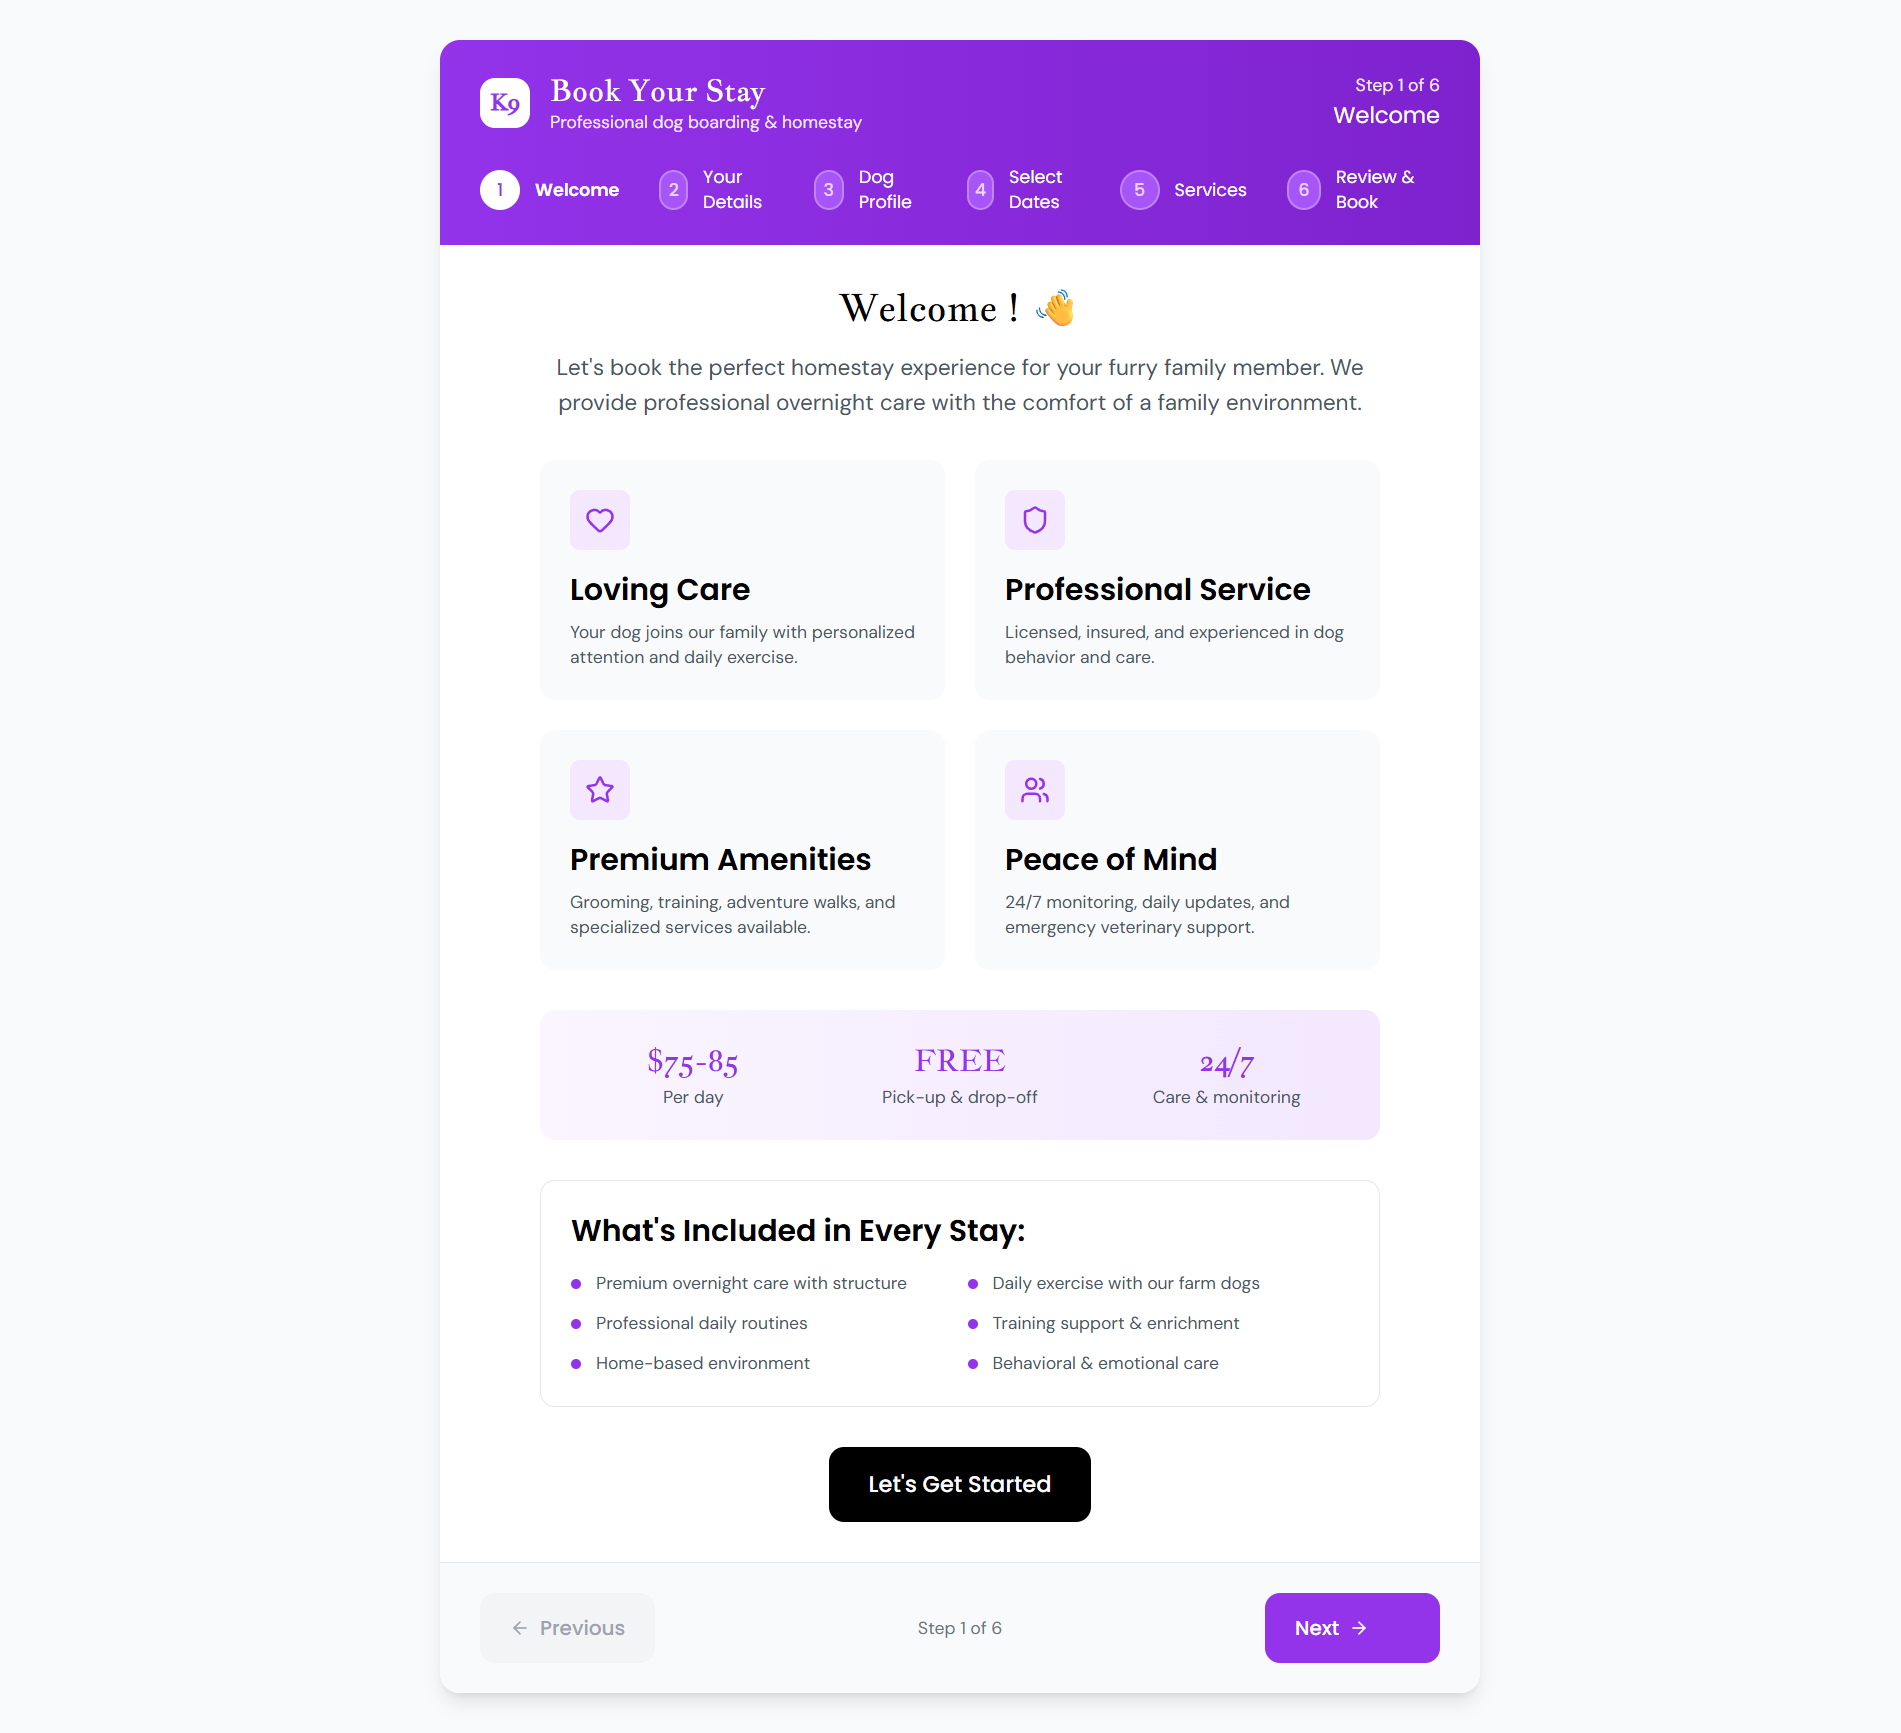 K9
Book Your Stay
Professional dog boarding & homestay
Step 1 of 6
Welcome
1 Welcome
2 Your Details
3 Dog Profile
4 Select Dates
5 Services
6 Review & Book
Welcome ! 👋
Let's book the perfect homestay experience for your furry family member. We
provide professional overnight care with the comfort of a family environment.
Loving Care
Your dog joins our family with personalized
attention and daily exercise.
Professional Service
Licensed, insured, and experienced in dog
behavior and care.
Premium Amenities
Grooming, training, adventure walks, and
specialized services available.
Peace of Mind
24/7 monitoring, daily updates, and
emergency veterinary support.
$75-85
Per day
FREE
Pick-up & drop-off
24/7
Care & monitoring
What's Included in Every Stay:
Premium overnight care with structure
Daily exercise with our farm dogs
Professional daily routines
Training support & enrichment
Home-based environment
Behavioral & emotional care
Let's Get Started
← Previous
Step 1 of 6
Next →